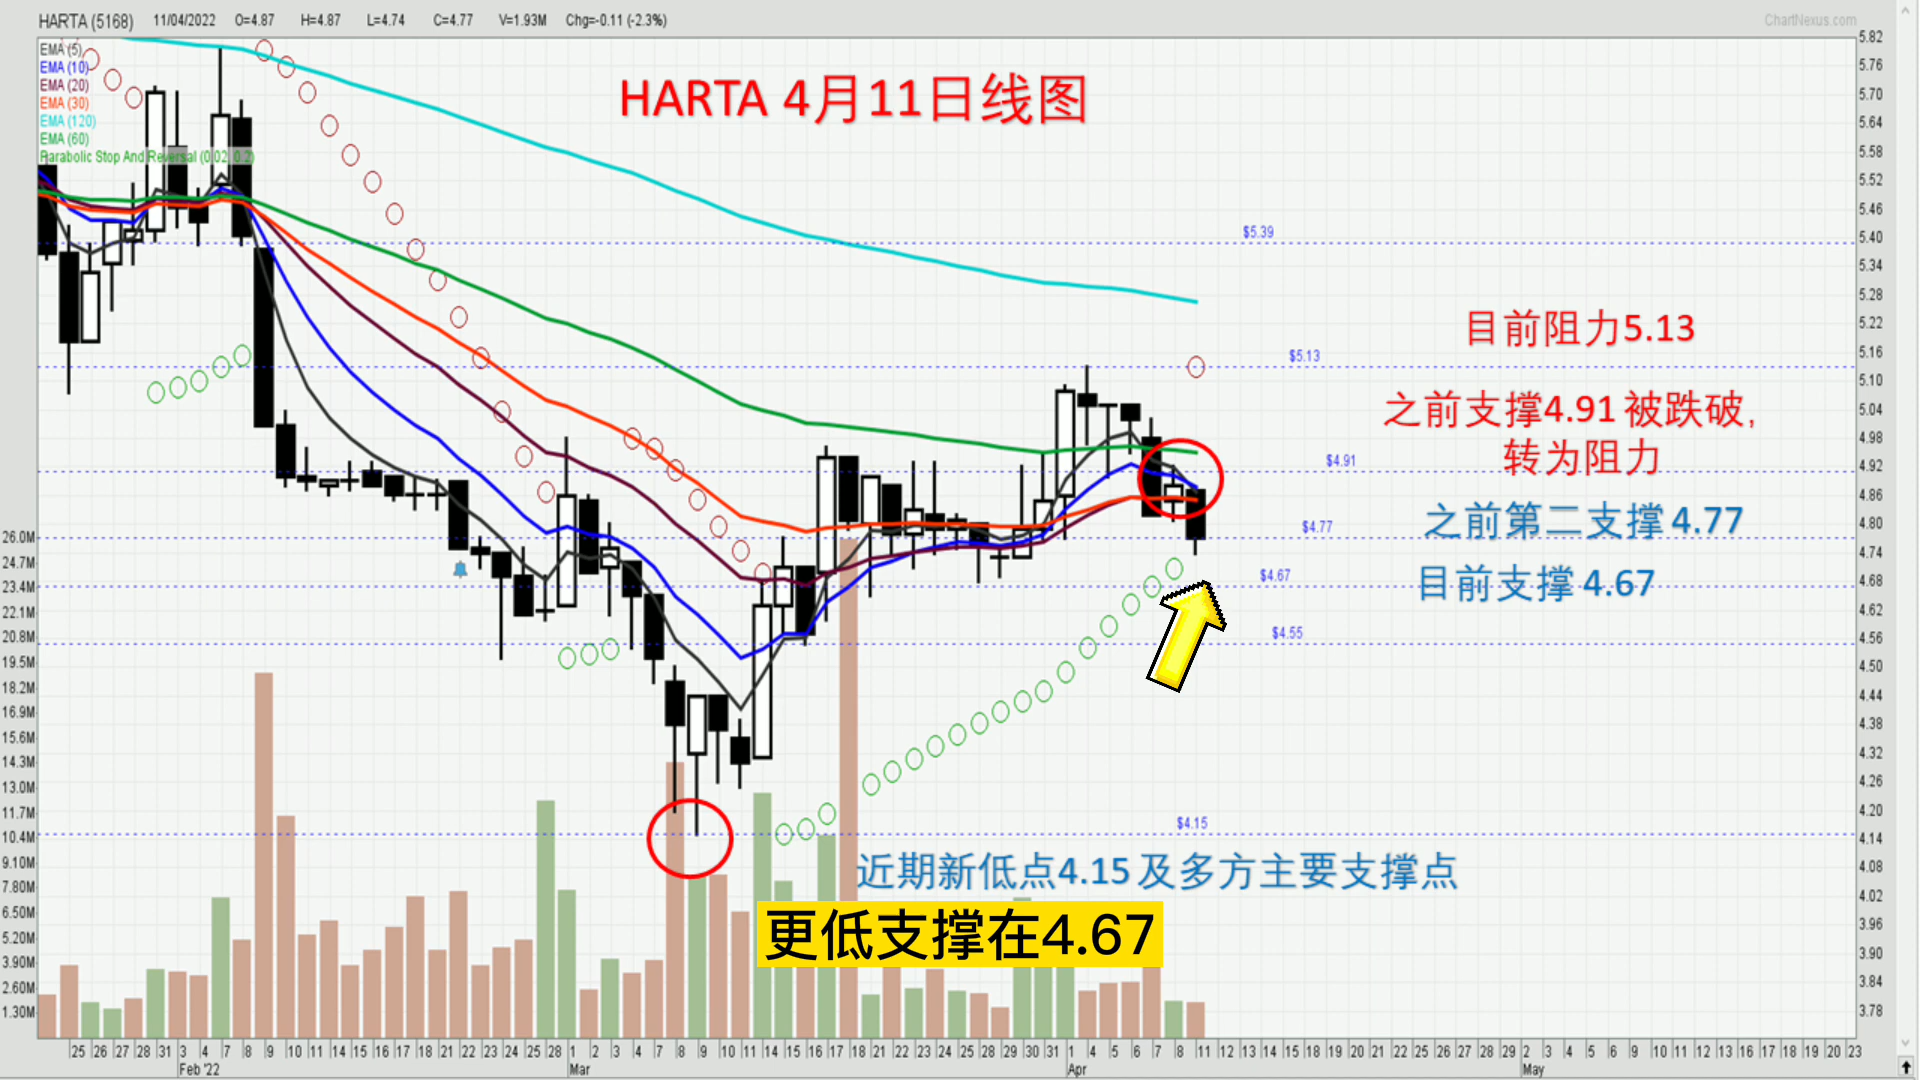 HARTA (5168) 11/04/2022 O=4.87 H=4.87 L=4.74 C=4.77 V=1.93M Chg=-0.11 (-2.3%)
ChartNexus.com
EMA (5)
EMA (10)
EMA (20)
EMA (30)
EMA (120)
EMA (60)
Parabolic Stop And Reversal (0.02, 0.2)
HARTA 4月11日线图
$5.39
目前阻力5.13
$5.13
之前支撑4.91 被跌破,
转为阻力
$4.91
之前第二支撑 4.77
$4.77
目前支撑 4.67
$4.67
$4.55
$4.15
近期新低点4.15 及多方主要支撑点
更低支撑在4.67
5.82
5.76
5.70
5.64
5.58
5.52
5.46
5.40
5.34
5.28
5.22
5.16
5.10
5.04
4.98
4.92
4.86
4.80
4.74
4.68
4.62
4.56
4.50
4.44
4.38
4.32
4.26
4.20
4.14
4.08
4.02
3.96
3.90
3.84
3.78
26.0M
24.7M
23.4M
22.1M
20.8M
19.5M
18.2M
16.9M
15.6M
14.3M
13.0M
11.7M
10.4M
9.10M
7.80M
6.50M
5.20M
3.90M
2.60M
1.30M
25 26 27 28 31 3 4 7 8 9 10 11 14 15 16 17 18 21 22 23 24 25 28 1 2 3 4 7 8 9 10 11 14 15 16 17 18 21 22 23 24 25 28 29 30 31 1 4 5 6 7 8 11 12 13 14 15 18 19 20 21 22 25 26 27 28 29 2 3 4 5 6 9 10 11 12 13 16 17 18 19 20 23
Feb '22 Mar Apr May